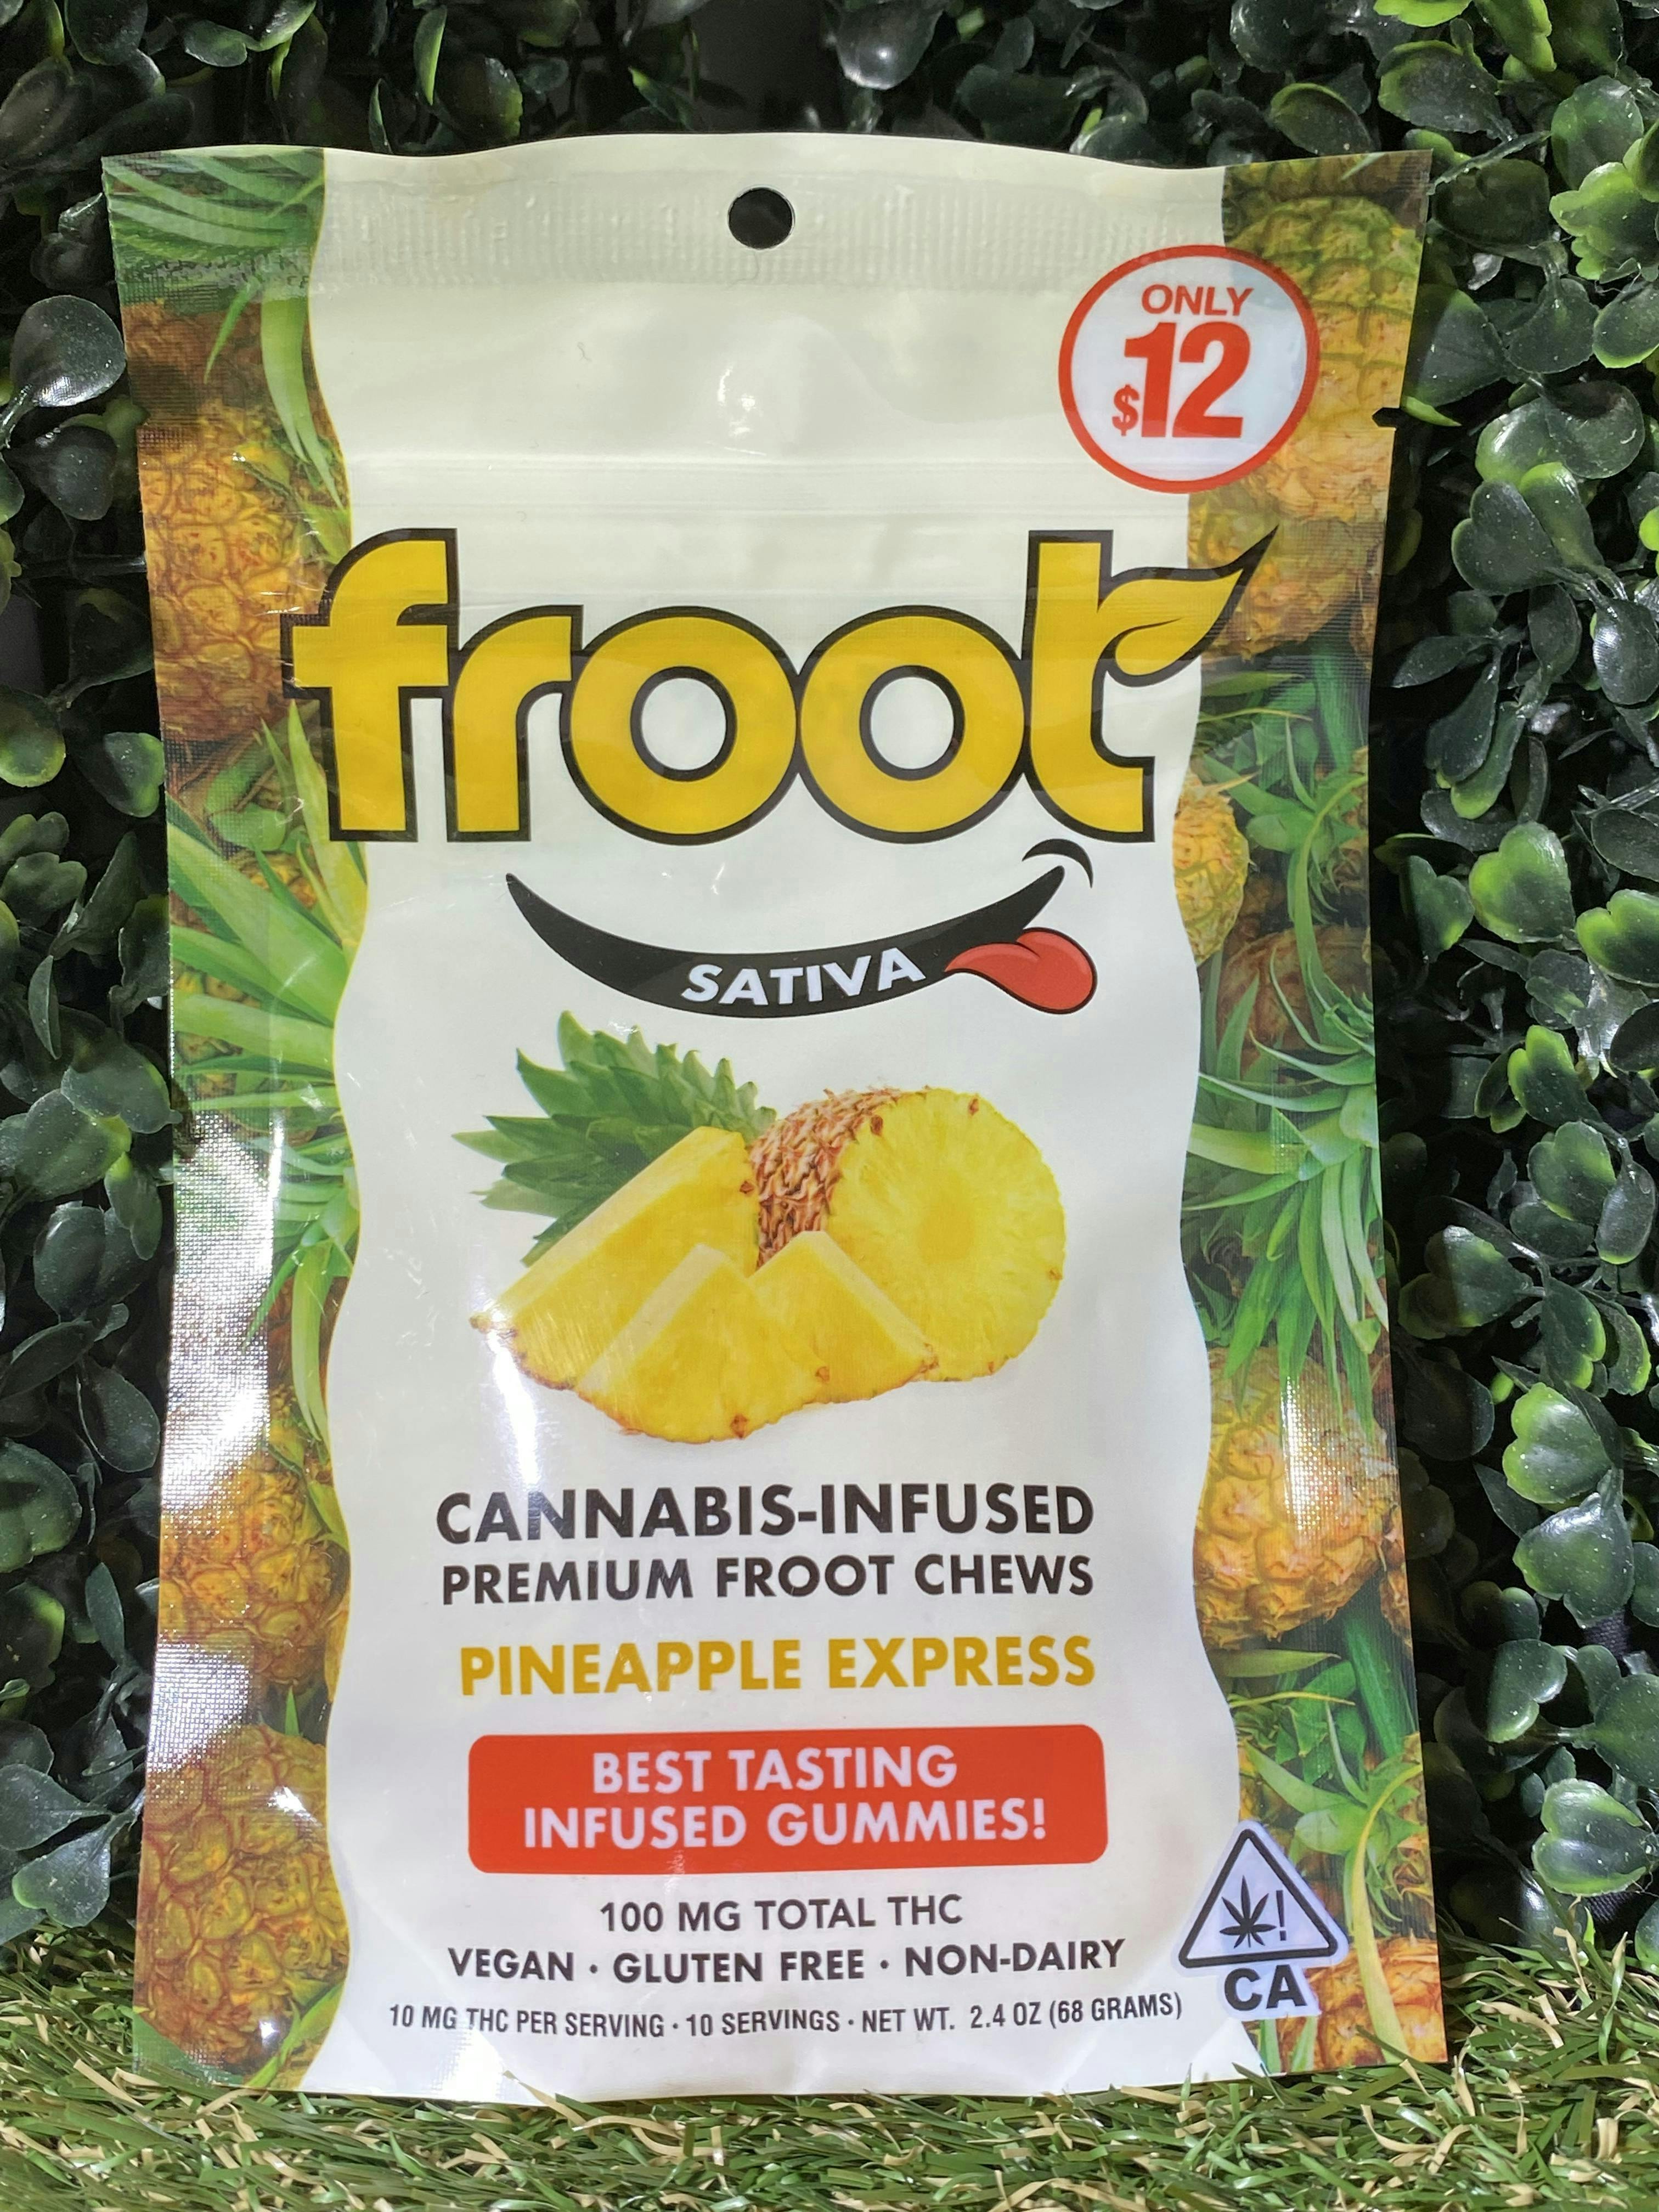 ONLY
$12
froot
SATIVA
CANNABIS-INFUSED
PREMIUM FROOT CHEWS
PINEAPPLE EXPRESS
BEST TASTING
INFUSED GUMMIES!
100 MG TOTAL THC
VEGAN · GLUTEN FREE · NON-DAIRY
10 MG THC PER SERVING · 10 SERVINGS · NET WT. 2.4 OZ (68 GRAMS)
!
CA